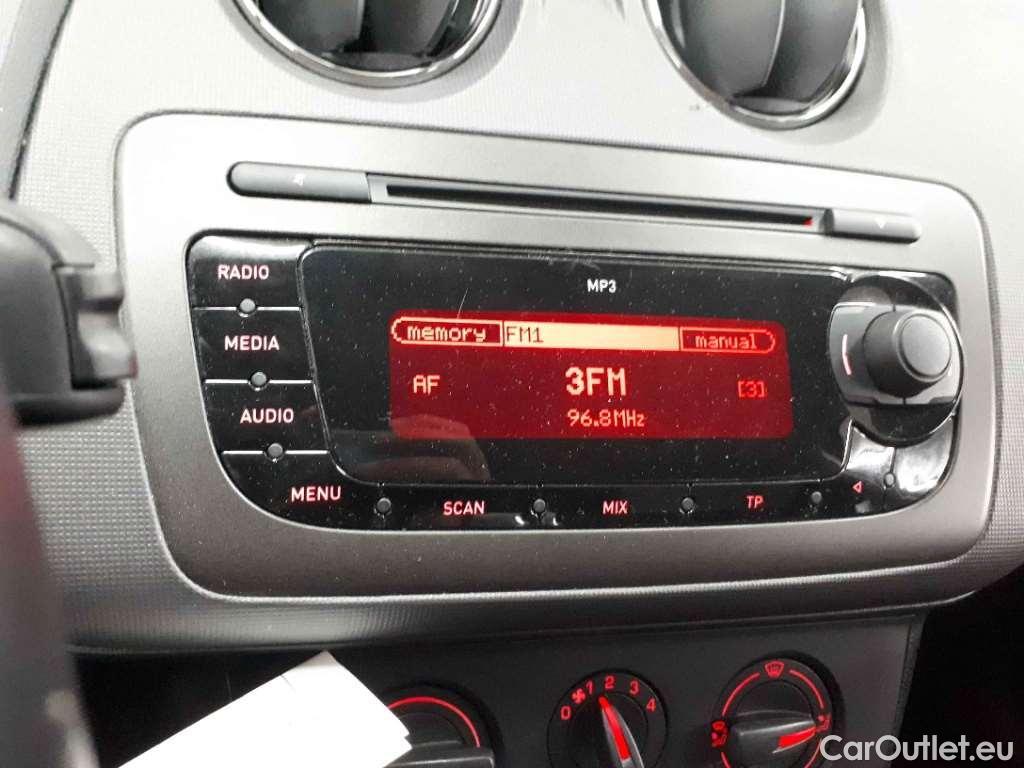 RADIO
MP3
memory FM1 manual
MEDIA
AF 3FM [3]
96.8MHz
AUDIO
MENU SCAN MIX TP
0 1 2 3 4
CarOutlet.eu